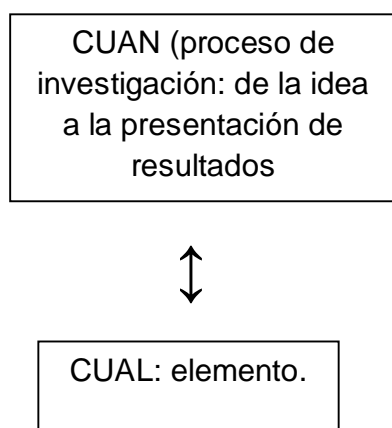 CUAN (proceso de
investigación: de la idea
a la presentación de
resultados
CUAL: elemento.